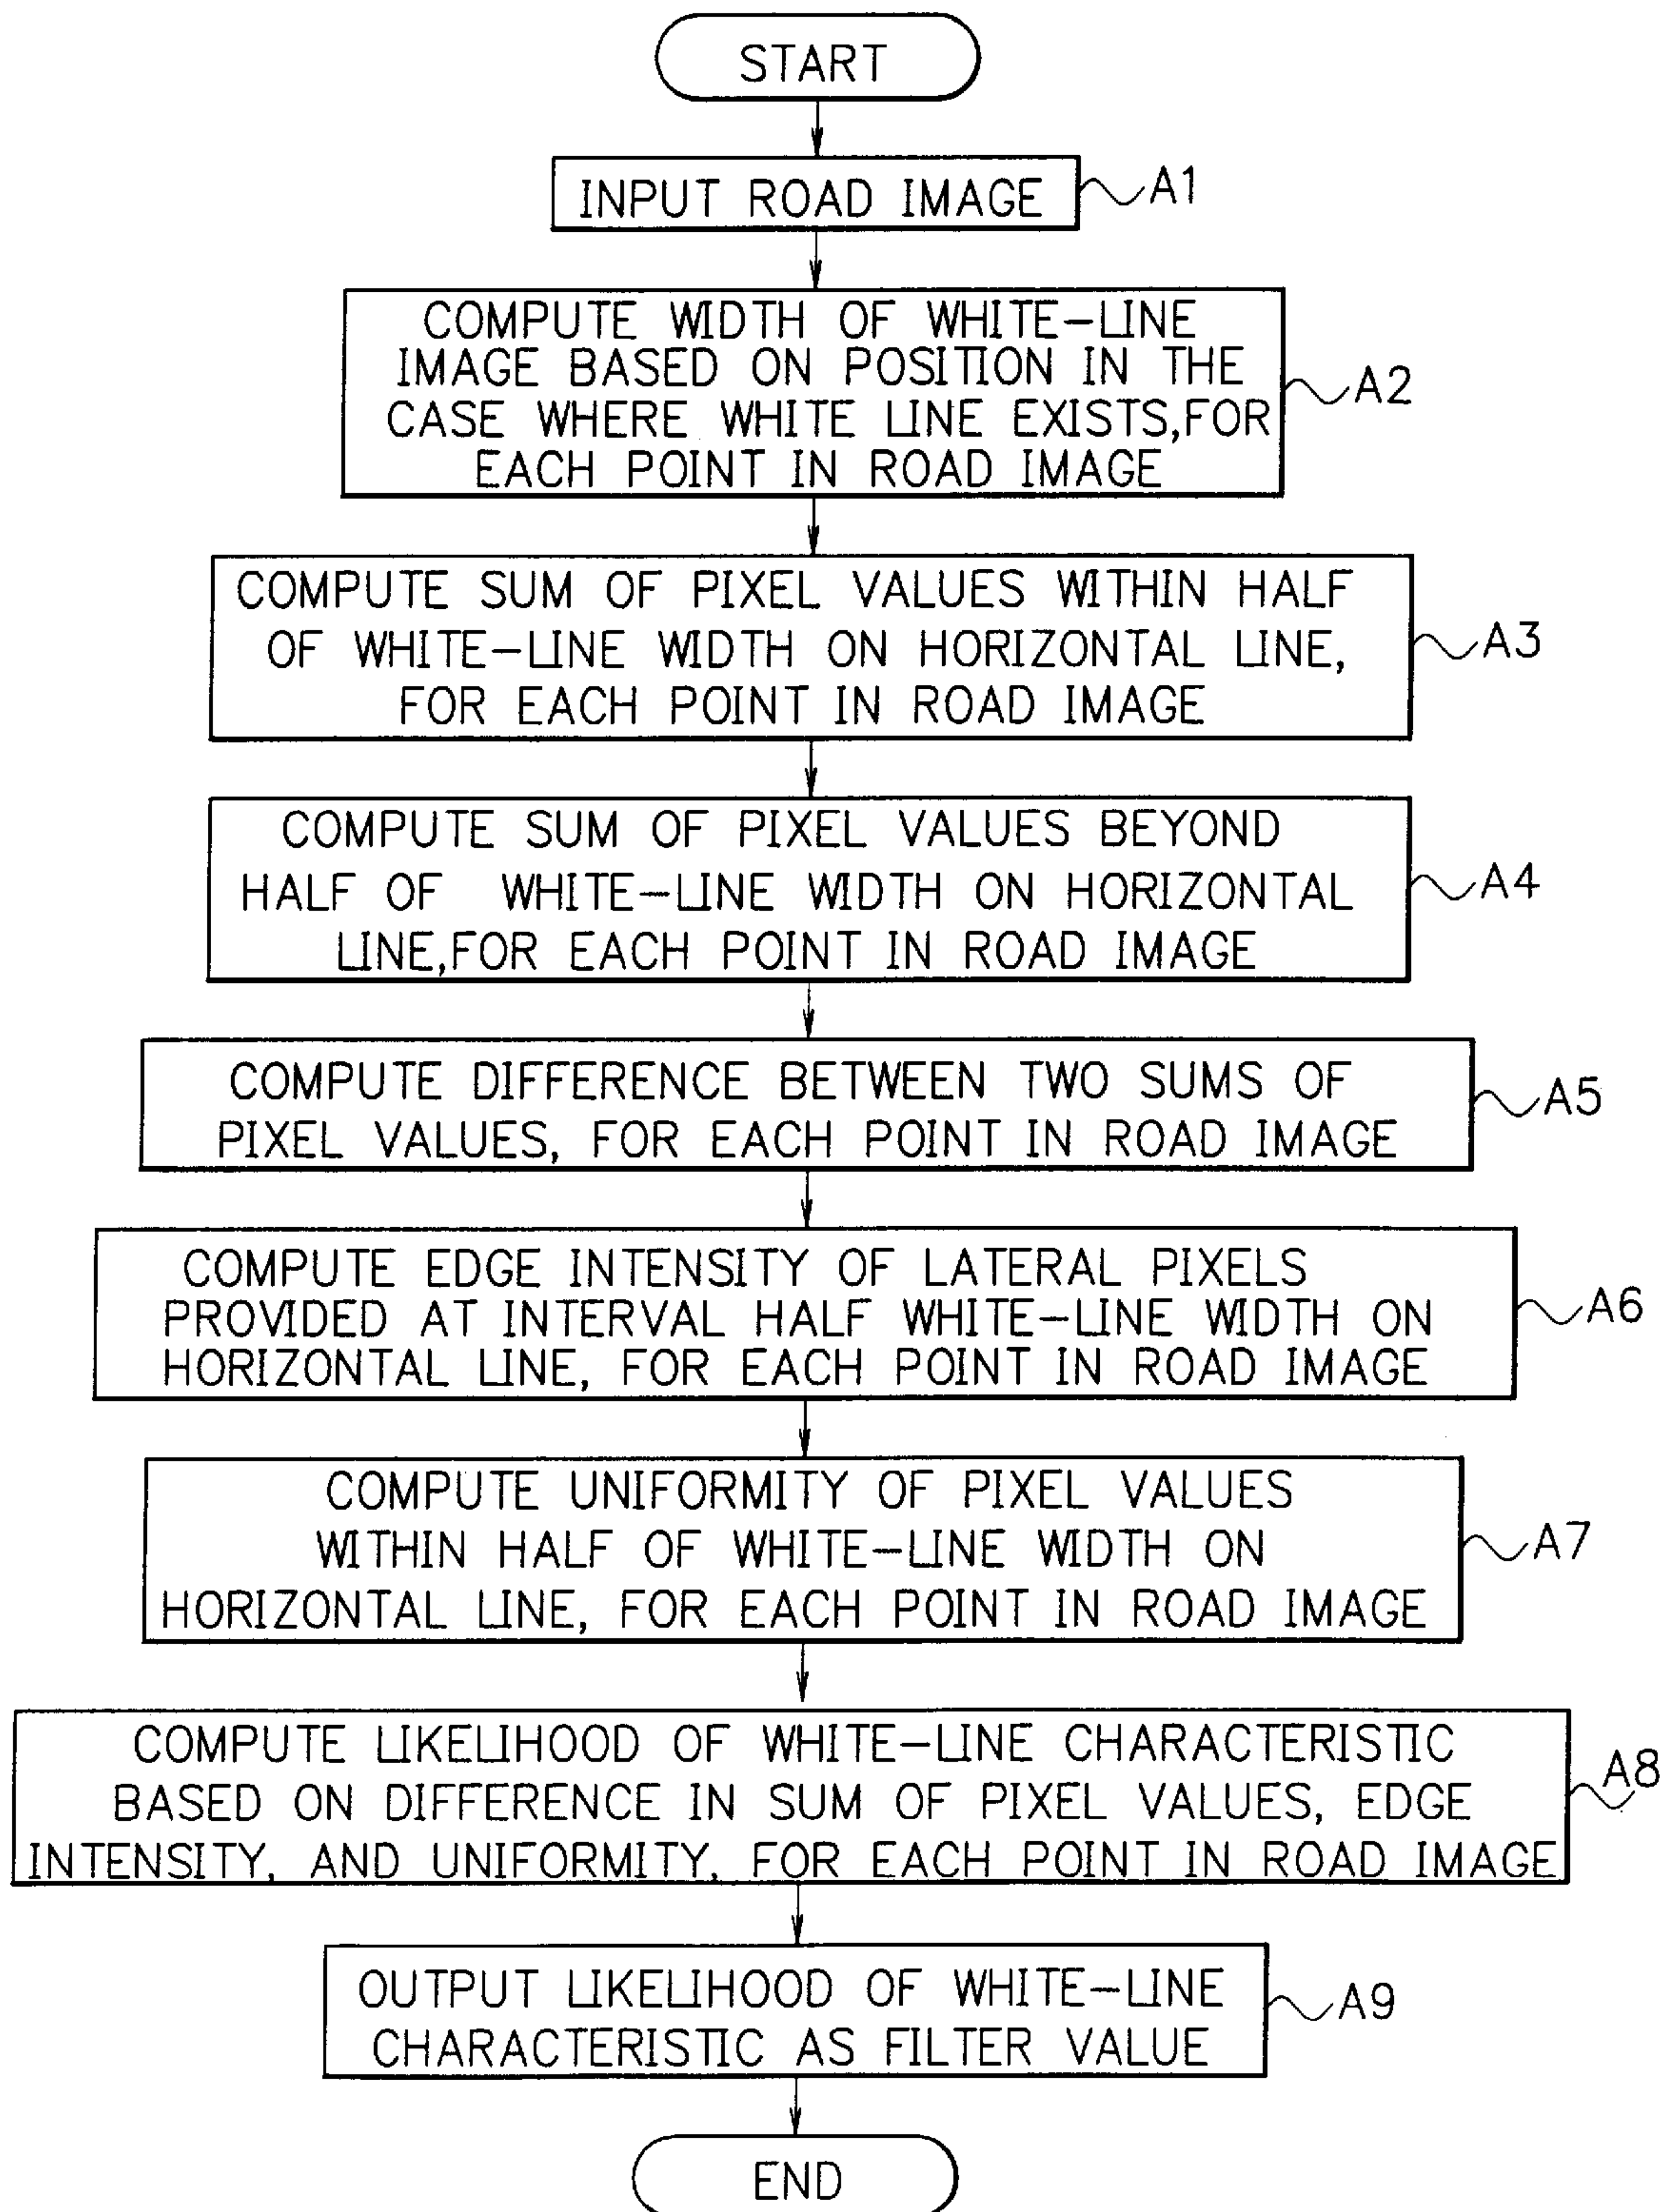 START
INPUT ROAD IMAGE
A1
COMPUTE WIDTH OF WHITE-LINE
IMAGE BASED ON POSITION IN THE
CASE WHERE WHITE LINE EXISTS,FOR
EACH POINT IN ROAD IMAGE
A2
COMPUTE SUM OF PIXEL VALUES WITHIN HALF
OF WHITE-LINE WIDTH ON HORIZONTAL LINE,
FOR EACH POINT IN ROAD IMAGE
A3
COMPUTE SUM OF PIXEL VALUES BEYOND
HALF OF WHITE-LINE WIDTH ON HORIZONTAL
LINE,FOR EACH POINT IN ROAD IMAGE
A4
COMPUTE DIFFERENCE BETWEEN TWO SUMS OF
PIXEL VALUES, FOR EACH POINT IN ROAD IMAGE
A5
COMPUTE EDGE INTENSITY OF LATERAL PIXELS
PROVIDED AT INTERVAL HALF WHITE-LINE WIDTH ON
HORIZONTAL LINE, FOR EACH POINT IN ROAD IMAGE
A6
COMPUTE UNIFORMITY OF PIXEL VALUES
WITHIN HALF OF WHITE-LINE WIDTH ON
HORIZONTAL LINE, FOR EACH POINT IN ROAD IMAGE
A7
COMPUTE LIKELIHOOD OF WHITE-LINE CHARACTERISTIC
BASED ON DIFFERENCE IN SUM OF PIXEL VALUES, EDGE
INTENSITY, AND UNIFORMITY, FOR EACH POINT IN ROAD IMAGE
A8
OUTPUT LIKELIHOOD OF WHITE-LINE
CHARACTERISTIC AS FILTER VALUE
A9
END